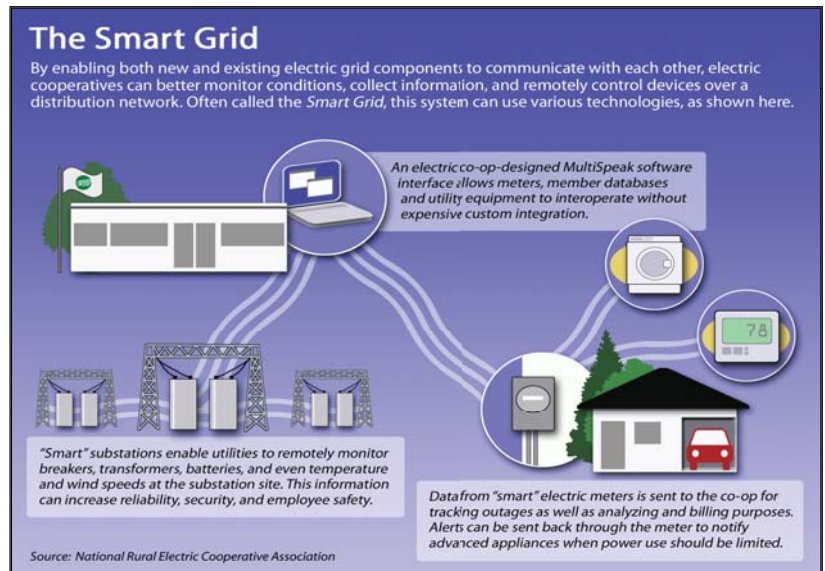 The Smart Grid
By enabling both new and existing electric grid components to communicate with each other, electric
cooperatives can better monitor conditions, collect information, and remotely control devices over a
distribution network. Often called the Smart Grid, this system can use various technologies, as shown here.
An electric co-op-designed MultiSpeak software
interface allows meters, member databases
and utility equipment to interoperate without
expensive custom integration.
78
"Smart" substations enable utilities to remotely monitor
breakers, transformers, batteries, and even temperature
and wind speeds at the substation site. This information
can increase reliability, security, and employee safety.
Data from "smart" electric meters is sent to the co-op for
tracking outages as well as analyzing and billing purposes.
Alerts can be sent back through the meter to notify
advanced appliances when power use should be limited.
Source: National Rural Electric Cooperative Association